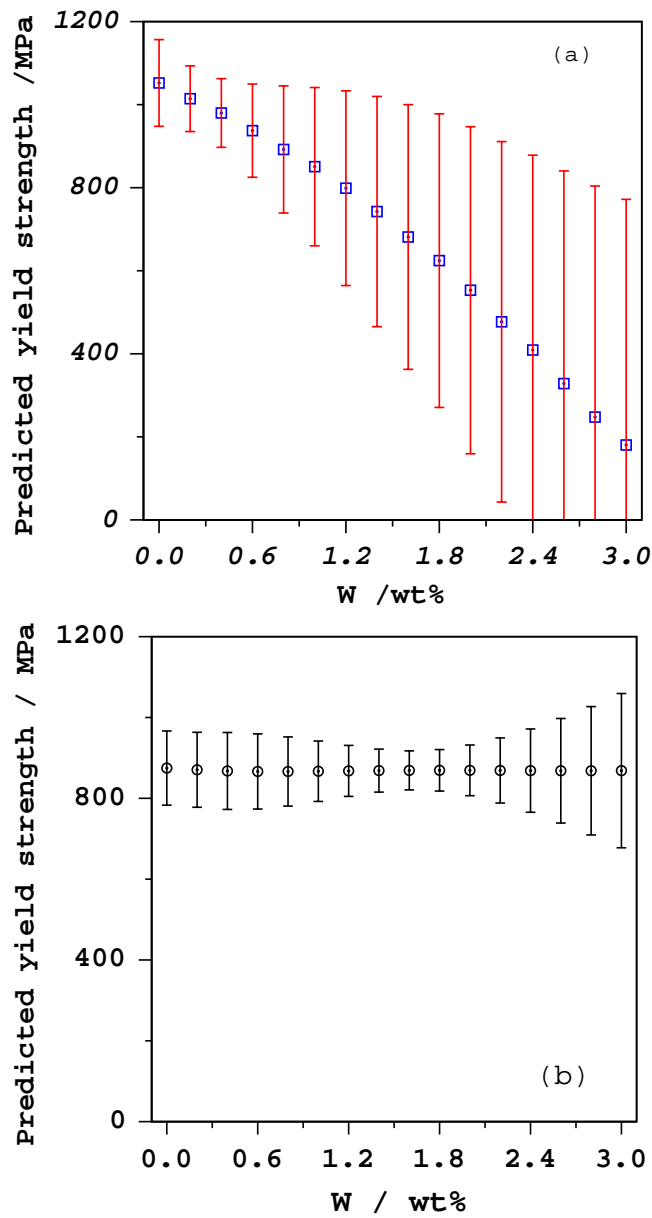 1200
(a)
800
400
0
Predicted yield strength /MPa
0.0 0.6 1.2 1.8 2.4 3.0
W /wt%
1200
800
400
(b)
0
Predicted yield strength / MPa
0.0 0.6 1.2 1.8 2.4 3.0
W / wt%